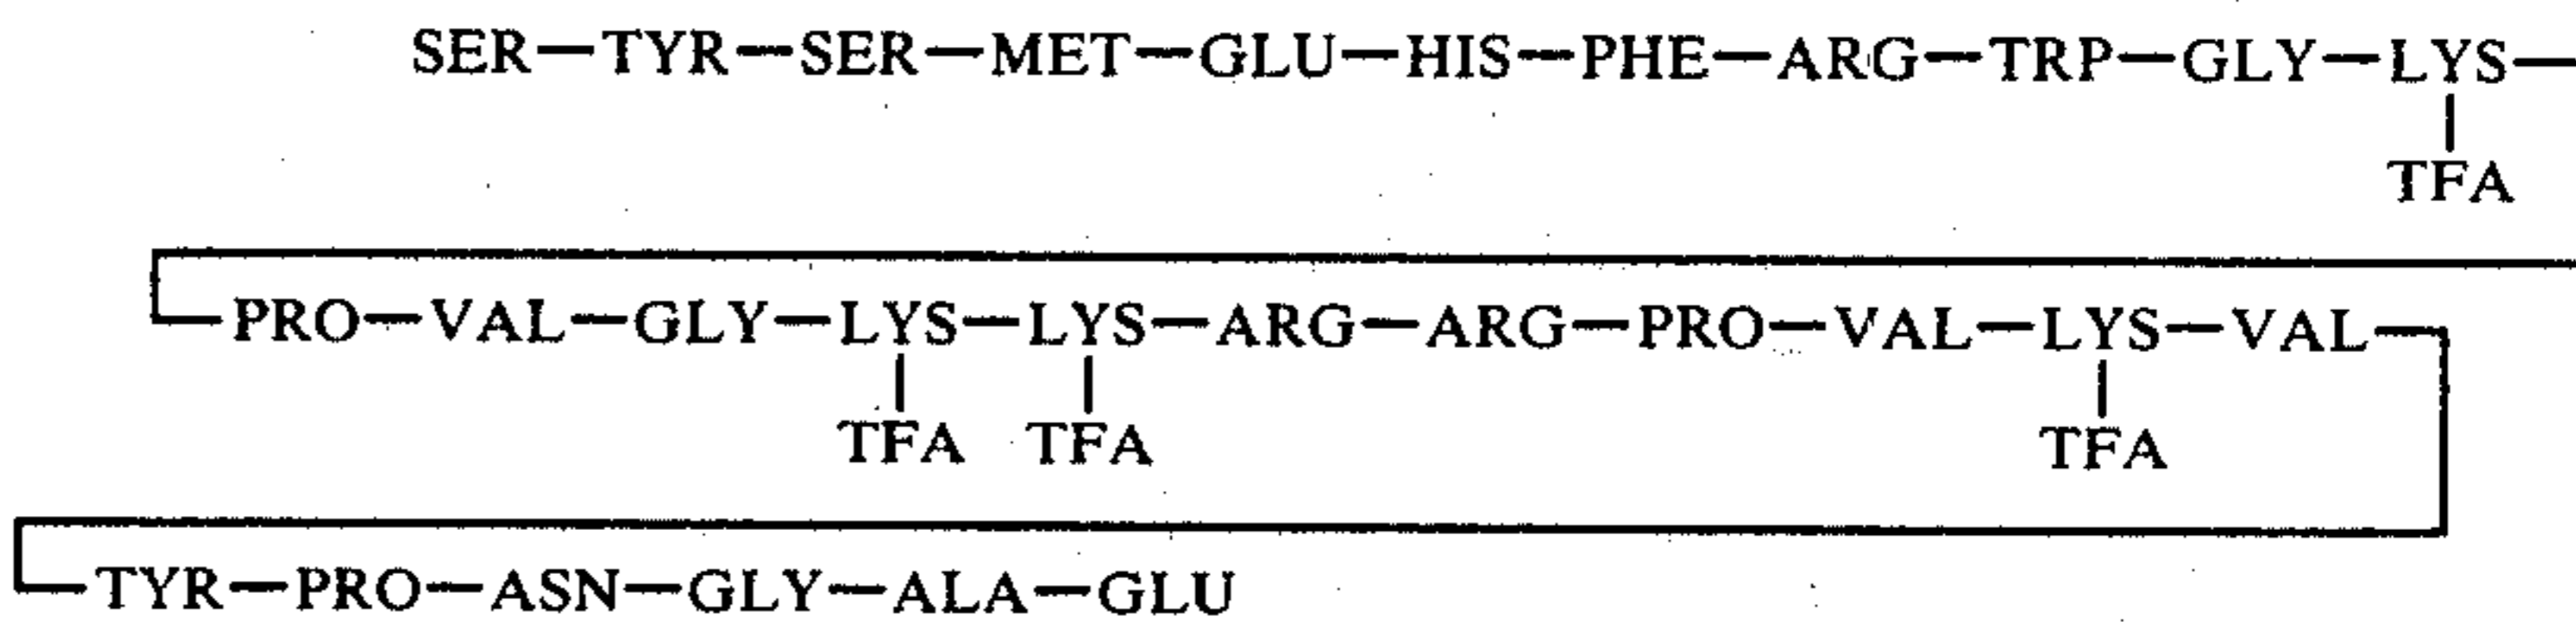 SER—TYR—SER—MET—GLU—HIS—PHE—ARG—TRP—GLY—LYS—
TFA
PRO—VAL—GLY—LYS—LYS—ARG—ARG—PRO—VAL—LYS—VAL—
TFA TFA TFA
TYR—PRO—ASN—GLY—ALA—GLU